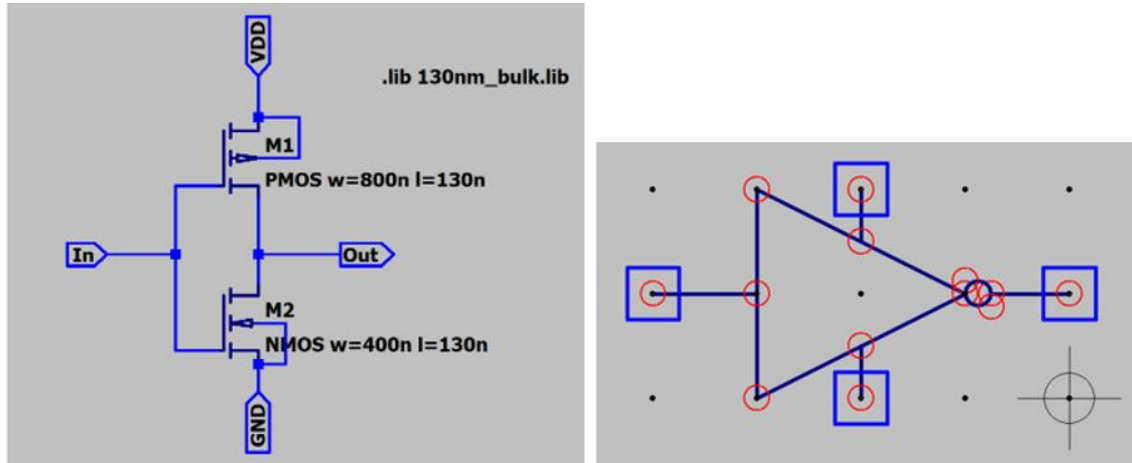 VDD
.lib 130nm_bulk.lib
M1
PMOS w=800n l=130n
In
Out
M2
NMOS w=400n l=130n
GND